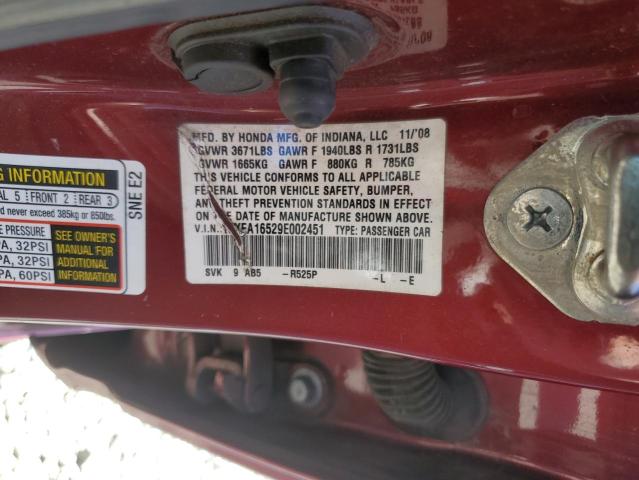 MFD. BY HONDA MFG. OF INDIANA, LLC 11/'08
GVWR 3671LBS GAWR F 1940LBS R 1731LBS
GVWR 1665KG GAWR F 880KG R 785KG
THIS VEHICLE CONFORMS TO ALL APPLICABLE
FEDERAL MOTOR VEHICLE SAFETY, BUMPER,
AND THEFT PREVENTION STANDARDS IN EFFECT
ON THE DATE OF MANUFACTURE SHOWN ABOVE.
V.I.N. FA16529E002451 TYPE: PASSENGER CAR
SVK 9 AB5 -R525P -L -E
G INFORMATION
AL 5 FRONT 2 REAR 3
d never exceed 385kg or 850lbs.
PRESSURE
PA, 32PSI
PA, 32PSI
PA, 60PSI
SEE OWNER'S
MANUAL FOR
ADDITIONAL
INFORMATION
SNE E2